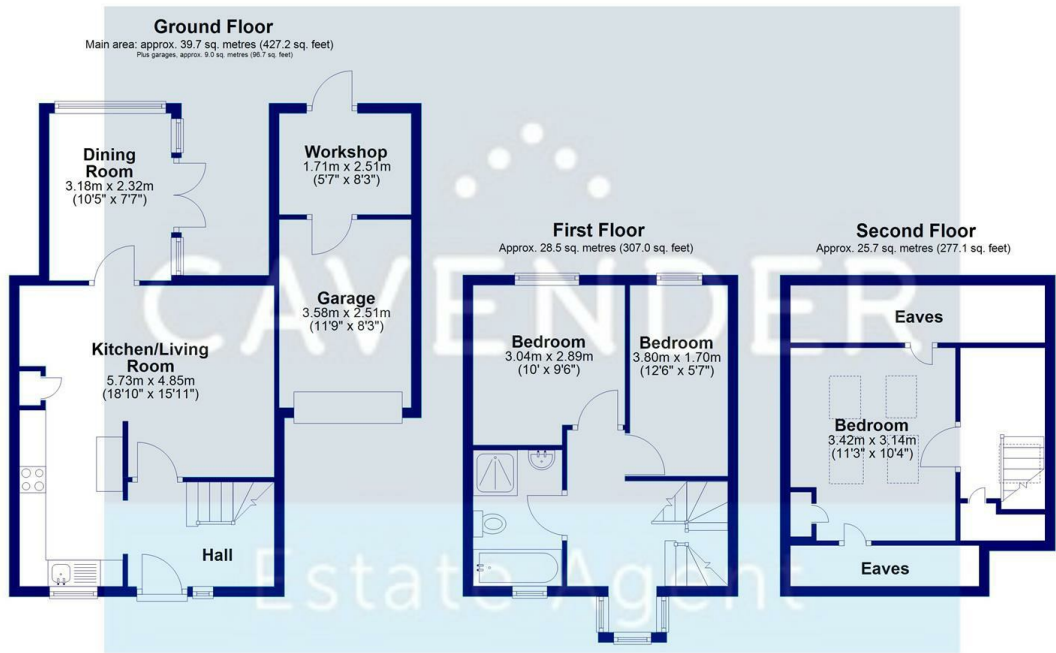 Ground Floor
Main area: approx. 39.7 sq. metres (427.2 sq. feet)
Plus garages, approx. 9.0 sq. metres (96.7 sq. feet)
Dining
Room
3.18m x 2.32m
(10'5" x 7'7")
Workshop
1.71m x 2.51m
(5'7" x 8'3")
Garage
3.58m x 2.51m
(11'9" x 8'3")
Kitchen/Living
Room
5.73m x 4.85m
(18'10" x 15'11")
Hall
First Floor
Approx. 28.5 sq. metres (307.0 sq. feet)
Bedroom
3.04m x 2.89m
(10' x 9'6")
Bedroom
3.80m x 1.70m
(12'6" x 5'7")
Second Floor
Approx. 25.7 sq. metres (277.1 sq. feet)
Eaves
Bedroom
3.42m x 3.14m
(11'3" x 10'4")
Eaves
CAVENDER
Estate Agent